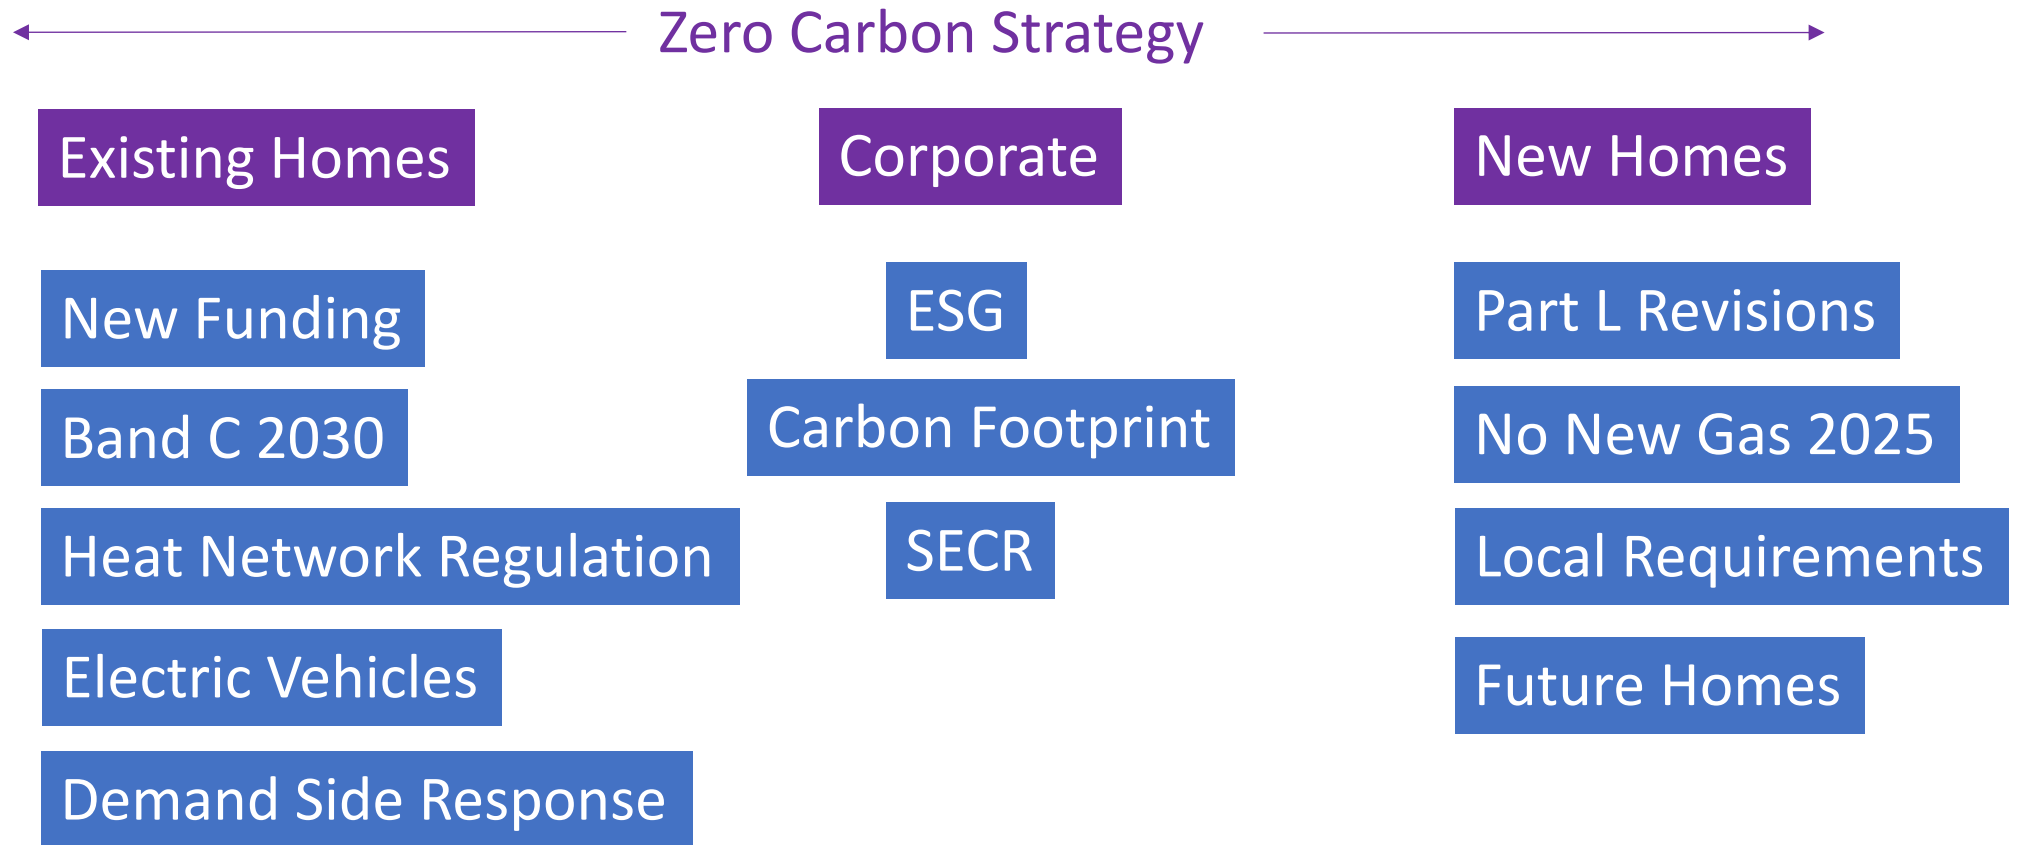 Zero Carbon Strategy
Existing Homes
New Funding
Band C 2030
Heat Network Regulation
Electric Vehicles
Demand Side Response
Corporate
ESG
Carbon Footprint
SECR
New Homes
Part L Revisions
No New Gas 2025
Local Requirements
Future Homes